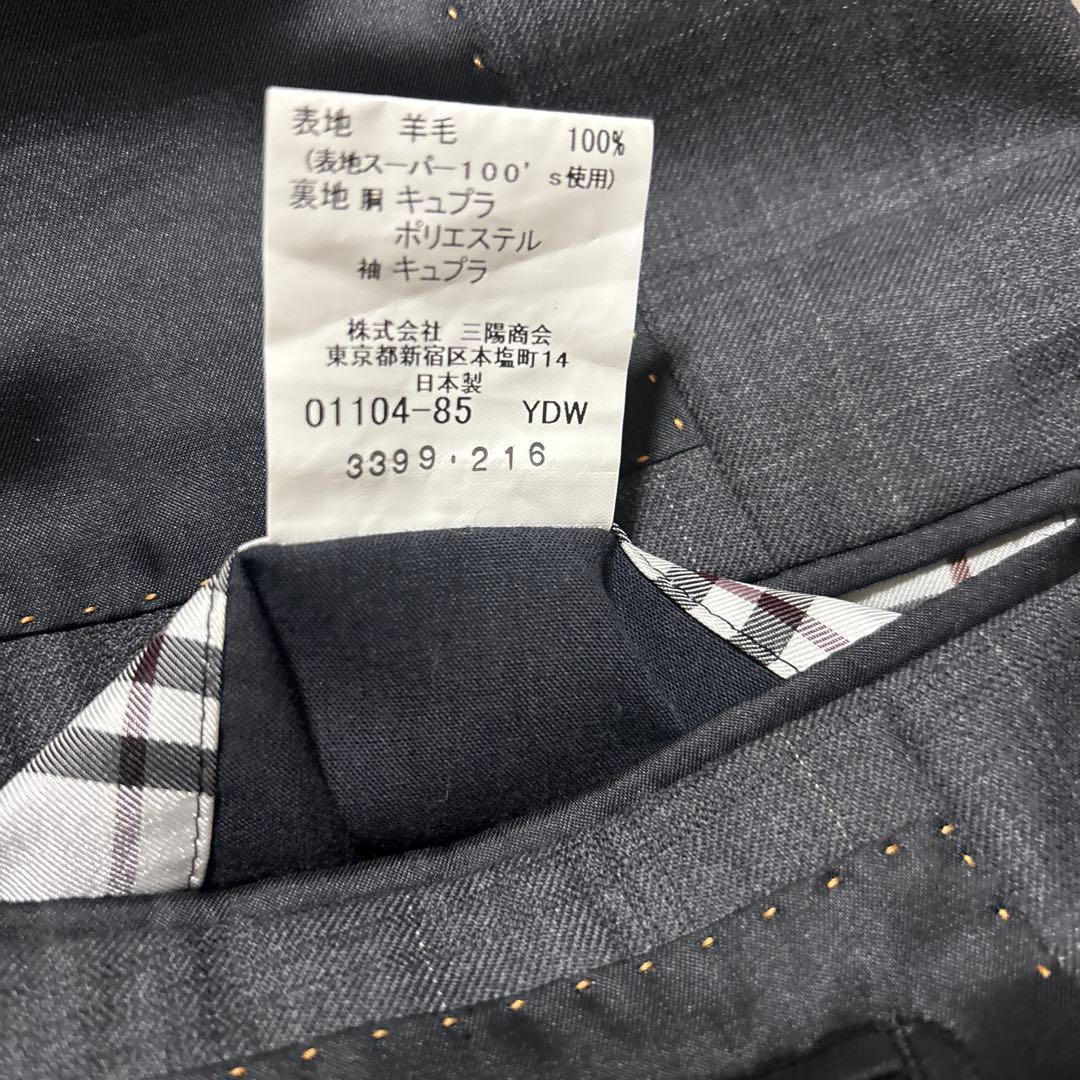 表地 羊毛 100%
(表地スーパー100's使用)
裏地 胴 キュプラ
ポリエステル
袖 キュプラ
株式会社 三陽商会
東京都新宿区本塩町14
日本製
01104-85 YDW
3399·216